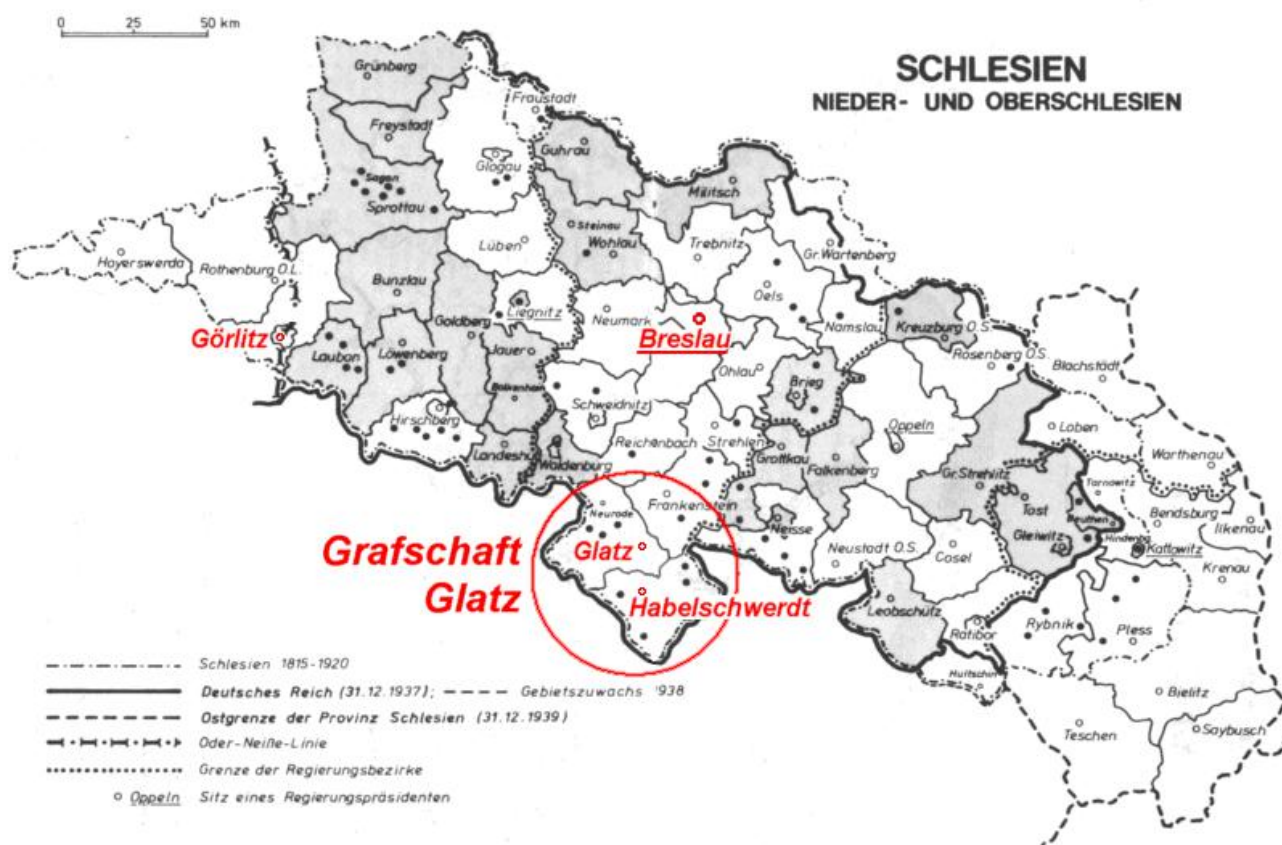 0 25 50 km
SCHLESIEN
NIEDER- UND OBERSCHLESIEN
Grünberg
Fraustadt
Freystadt
Guhrau
Glogau
Militsch
Sagan
Sprottau
Steinau
Wohlau
Lüben
Trebnitz
Gr.Wartenberg
Hoyerswerda
Rothenburg O.L.
Bunzlau
Oels
Liegnitz
Neumark
Goldberg
Namslau
Kreuzburg O.S.
Görlitz
Breslau
Lauban
Löwenberg
Jauer
Rosenberg O.S.
Blachstädt
Ohlau
Brieg
Bolkenhain
Hirschberg
Schweidnitz
Oppeln
Loben
Reichenbach
Strehlen
Landeshut
Waldenburg
Grottkau
Falkenberg
Gr.Strehlitz
Warthenau
Tarnowitz
Frankenstein
Tost
Neurode
Neisse
Bendsburg
Ilkenau
Beuthen
Gleiwitz
Hindenbg.
Kattowitz
Grafschaft
Glatz
Glatz
Neustadt O.S.
Cosel
Krenau
Habelschwerdt
Leobschütz
Ratibor
Rybnik
Pless
Hultschin
Bielitz
Teschen
Saybusch
Schlesien 1815-1920
Deutsches Reich (31.12.1937); Gebietszuwachs 1938
Ostgrenze der Provinz Schlesien (31.12.1939)
Oder-Neiße-Linie
Grenze der Regierungsbezirke
Oppeln Sitz eines Regierungspräsidenten